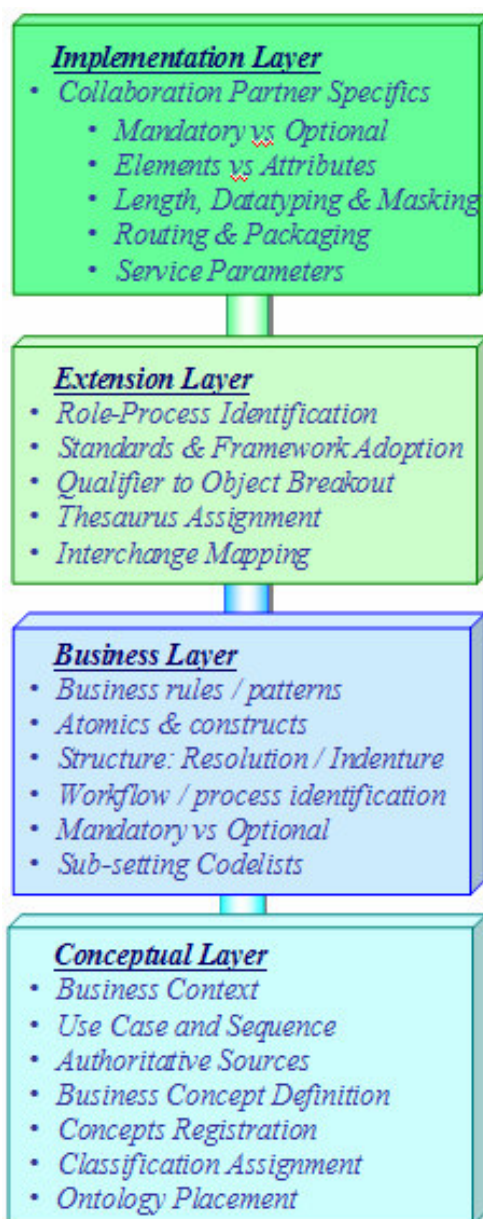 Implementation Layer
• Collaboration Partner Specifics
• Mandatory vs Optional
• Elements vs Attributes
• Length, Datatyping & Masking
• Routing & Packaging
• Service Parameters
Extension Layer
• Role-Process Identification
• Standards & Framework Adoption
• Qualifier to Object Breakout
• Thesaurus Assignment
• Interchange Mapping
Business Layer
• Business rules / patterns
• Atomics & constructs
• Structure: Resolution / Indenture
• Workflow / process identification
• Mandatory vs Optional
• Sub-setting Codelists
Conceptual Layer
• Business Context
• Use Case and Sequence
• Authoritative Sources
• Business Concept Definition
• Concepts Registration
• Classification Assignment
• Ontology Placement